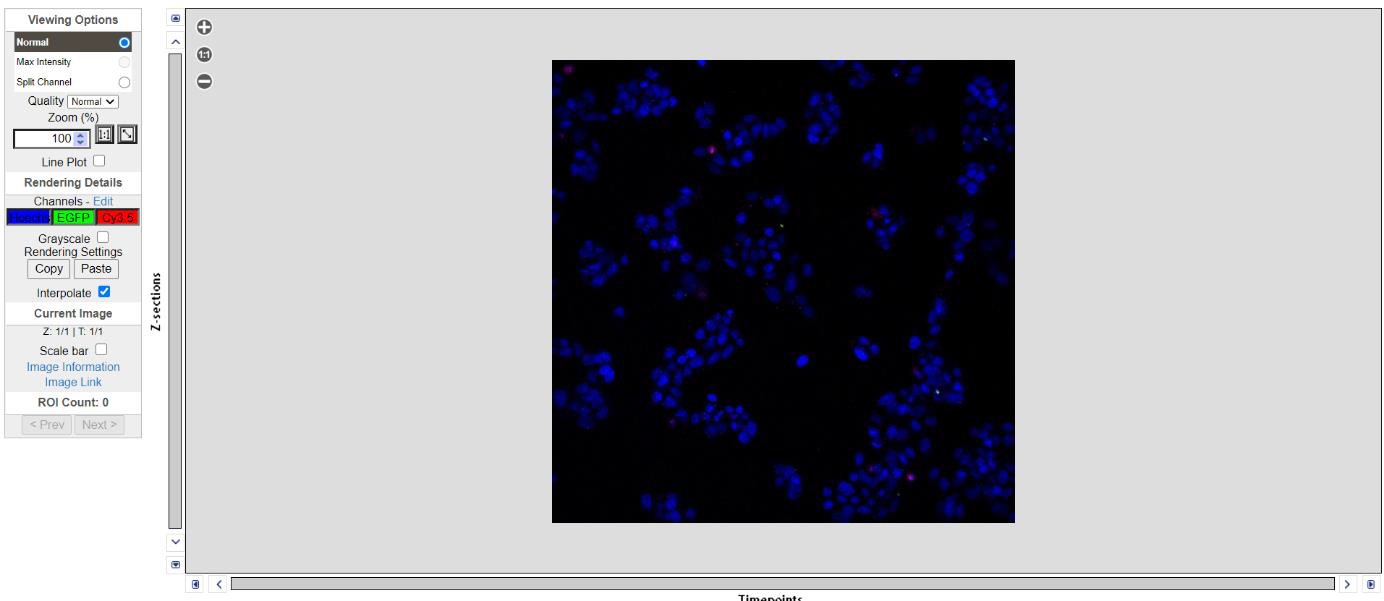 Viewing Options
Normal
Max Intensity
Split Channel
Quality Normal
Zoom (%)
100 1:1
Line Plot
Rendering Details
Channels - Edit
Hoechst EGFP Cy3.5
Grayscale
Rendering Settings
Copy Paste
Interpolate
Current Image
Z: 1/1 | T: 1/1
Scale bar
Image Information
Image Link
ROI Count: 0
< Prev Next >
Z-sections
1:1
Timepoints